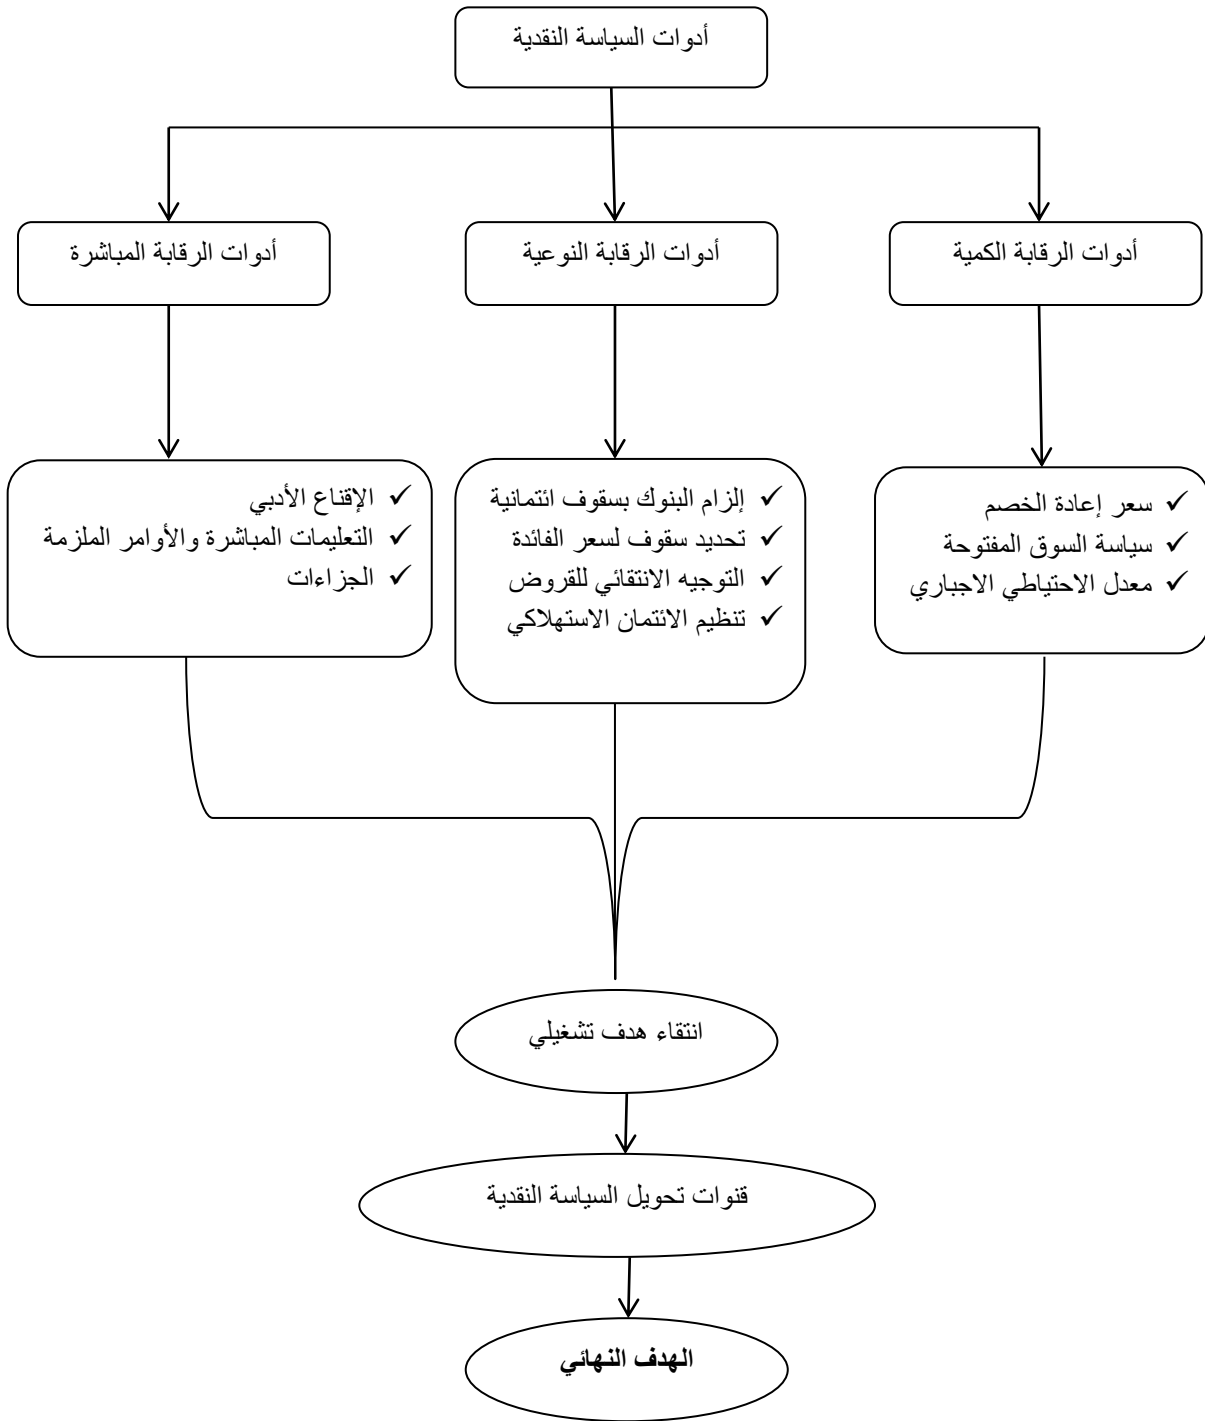 أدوات السياسة النقدية
أدوات الرقابة الكمية
أدوات الرقابة النوعية
أدوات الرقابة المباشرة
✓ سعر إعادة الخصم
✓ سياسة السوق المفتوحة
✓ معدل الاحتياطي الاجباري
✓ إلزام البنوك بسقوف ائتمانية
✓ تحديد سقوف لسعر الفائدة
✓ التوجيه الانتقائي للقروض
✓ تنظيم الائتمان الاستهلاكي
✓ الإقناع الأدبي
✓ التعليمات المباشرة والأوامر الملزمة
✓ الجزاءات
انتقاء هدف تشغيلي
قنوات تحويل السياسة النقدية
الهدف النهائي